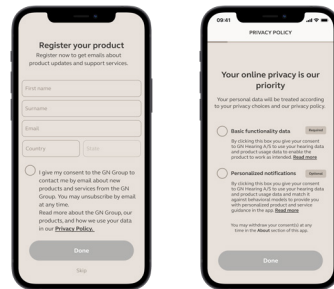 Register your product
Register now to get emails about
product updates and support services.
First name
Surname
Email
Country State
I give my consent to the GN Group to
contact me by email about new
products and services from the GN
Group. You may unsubscribe by email
at any time.
Read more about the GN Group, our
products, and how we use your data
in our Privacy Policy.
Done
Skip
09:41
PRIVACY POLICY
Your online privacy is our
priority
Your personal data will be treated according
to your privacy choices and our privacy policy.
Basic functionality data Required
By clicking this box you give your consent
to GN Hearing A/S to use your hearing data
and product usage data to enable the
product to work as intended. Read more
Personalized notifications Optional
By clicking this box you give your consent
to GN Hearing A/S to use your hearing data
and product usage data and match it
against behavioral models to provide you
with personalized product and service
guidance in the app. Read more
You may withdraw your consent(s) at any
time in the About section of this app.
Done